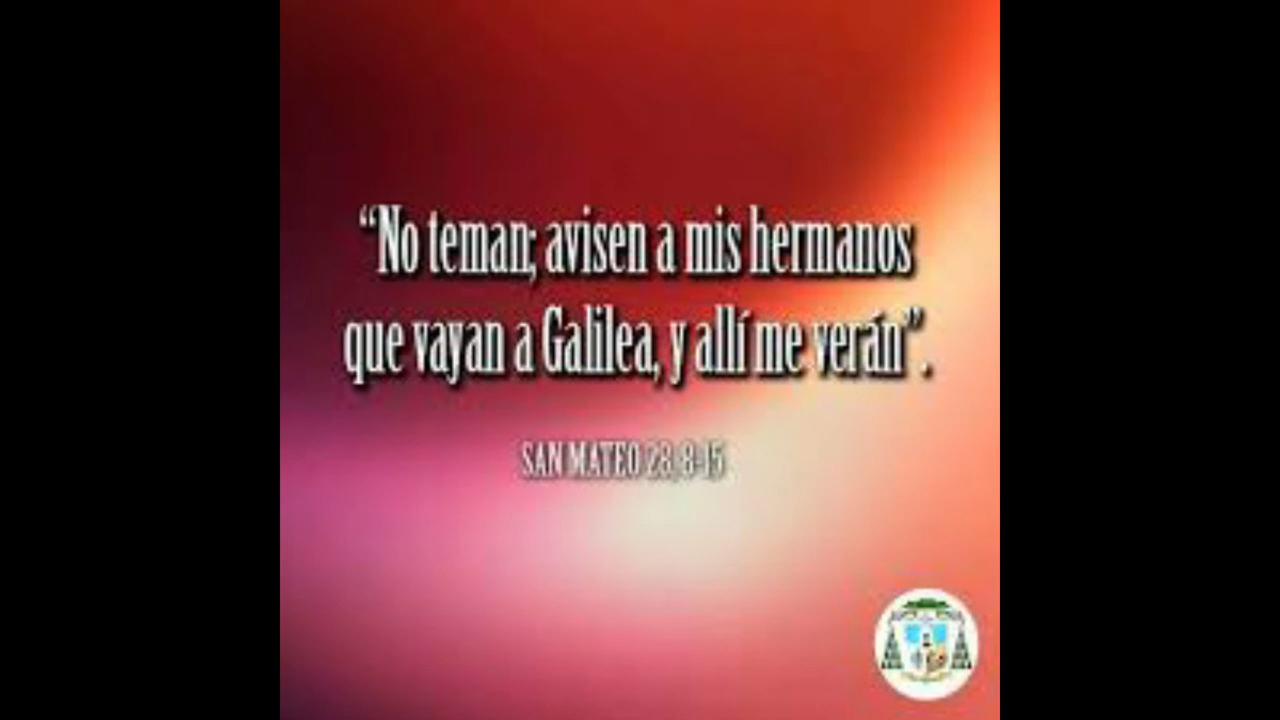 “No teman; avisen a mis hermanos
que vayan a Galilea, y allí me verán”.
SAN MATEO 28, 8-15